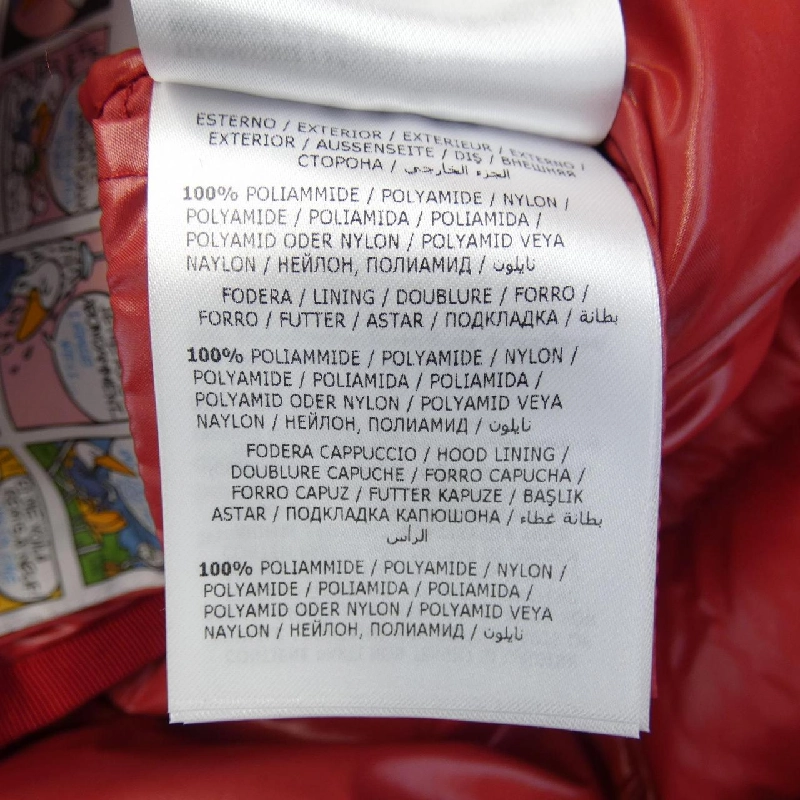 ESTERNO / EXTERIOR / EXTERIEUR / EXTERNO /
EXTERIOR / AUSSENSEITE / DIŞ / ВНЕШНЯЯ
СТОРОНА / الجزء الخارجي
100% POLIAMMIDE / POLYAMIDE / NYLON /
POLYAMIDE / POLIAMIDA / POLIAMIDA /
POLYAMID ODER NYLON / POLYAMID VEYA
NAYLON / НЕЙЛОН, ПОЛИАМИД / نايلون
FODERA / LINING / DOUBLURE / FORRO /
FORRO / FUTTER / ASTAR / ПОДКЛАДКА / بطانة
100% POLIAMMIDE / POLYAMIDE / NYLON /
POLYAMIDE / POLIAMIDA / POLIAMIDA /
POLYAMID ODER NYLON / POLYAMID VEYA
NAYLON / НЕЙЛОН, ПОЛИАМИД / نايلون
FODERA CAPPUCCIO / HOOD LINING /
DOUBLURE CAPUCHE / FORRO CAPUCHA /
FORRO CAPUZ / FUTTER KAPUZE / BAŞLIK
ASTAR / ПОДКЛАДКА КАПЮШОНА / بطانة غطاء
الرأس
100% POLIAMMIDE / POLYAMIDE / NYLON /
POLYAMIDE / POLIAMIDA / POLIAMIDA /
POLYAMID ODER NYLON / POLYAMID VEYA
NAYLON / НЕЙЛОН, ПОЛИАМИД / نايلون